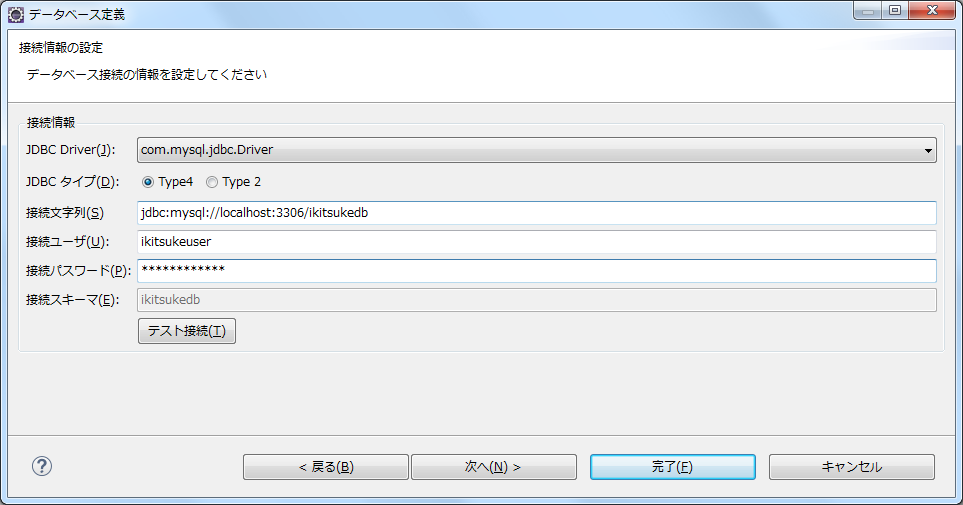 データベース定義
接続情報の設定
データベース接続の情報を設定してください
接続情報
JDBC Driver(J): com.mysql.jdbc.Driver
JDBC タイプ(D): Type4 Type 2
接続文字列(S) jdbc:mysql://localhost:3306/ikitsukedb
接続ユーザ(U): ikitsukeuser
接続パスワード(P): ************
接続スキーマ(E): ikitsukedb
テスト接続(T)
? < 戻る(B) 次へ(N) > 完了(F) キャンセル